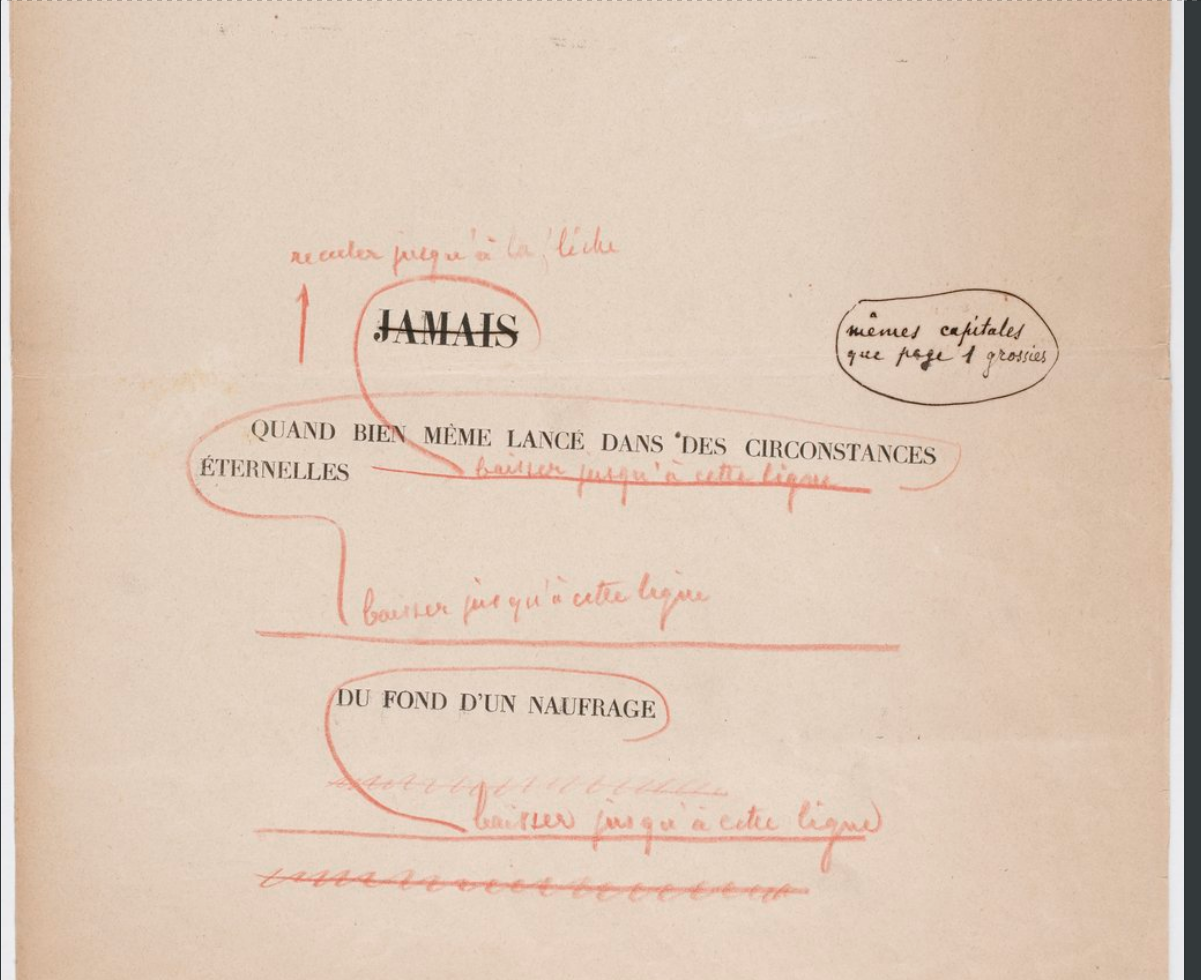 reculer jusqu'à la flèche
JAMAIS
mêmes capitales
que page 1 grossies
QUAND BIEN MÊME LANCÉ DANS DES CIRCONSTANCES
ÉTERNELLES
baisser jusqu'à cette ligne
baisser jusqu'à cette ligne
DU FOND D'UN NAUFRAGE
baisser jusqu'à cette ligne